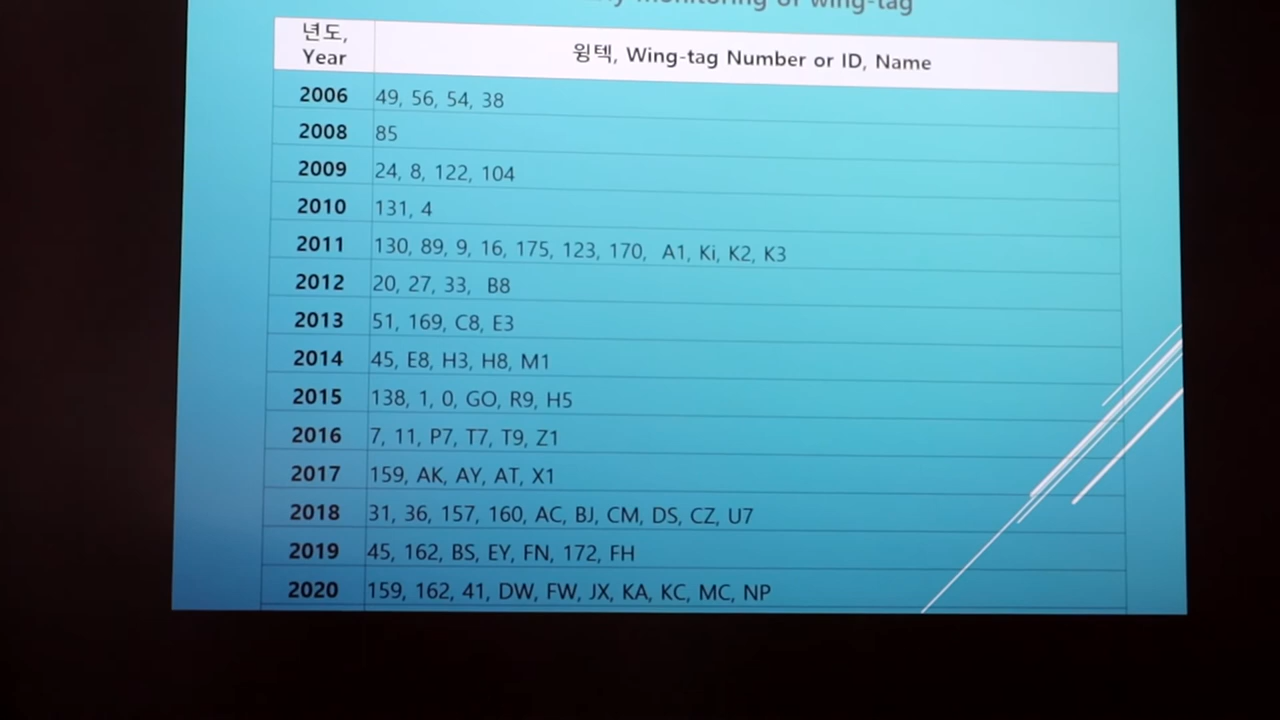 monitoring of wing-tag
년도, Year
윙텍, Wing-tag Number or ID, Name
2006 49, 56, 54, 38
2008 85
2009 24, 8, 122, 104
2010 131, 4
2011 130, 89, 9, 16, 175, 123, 170, A1, Ki, K2, K3
2012 20, 27, 33, B8
2013 51, 169, C8, E3
2014 45, E8, H3, H8, M1
2015 138, 1, 0, GO, R9, H5
2016 7, 11, P7, T7, T9, Z1
2017 159, AK, AY, AT, X1
2018 31, 36, 157, 160, AC, BJ, CM, DS, CZ, U7
2019 45, 162, BS, EY, FN, 172, FH
2020 159, 162, 41, DW, FW, JX, KA, KC, MC, NP